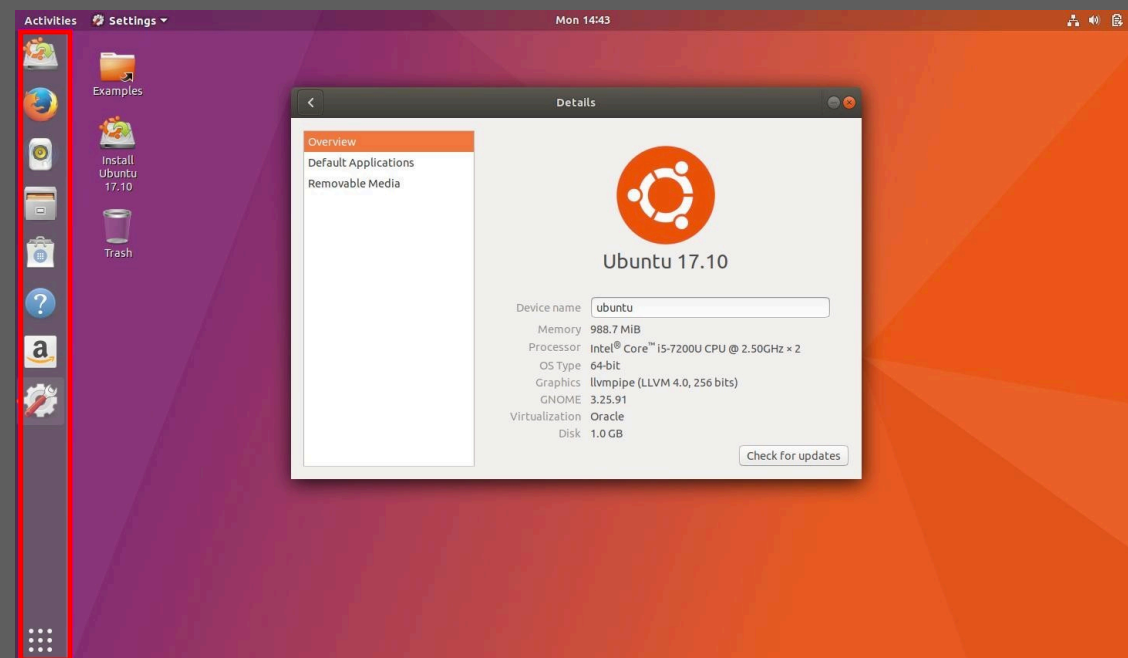 Activities Settings Mon 14:43
Examples
Install
Ubuntu
17.10
Trash
Details
Overview
Default Applications
Removable Media
Ubuntu 17.10
Device name ubuntu
Memory 988.7 MiB
Processor Intel® Core™ i5-7200U CPU @ 2.50GHz × 2
OS Type 64-bit
Graphics llvmpipe (LLVM 4.0, 256 bits)
GNOME 3.25.91
Virtualization Oracle
Disk 1.0 GB
Check for updates
?
a